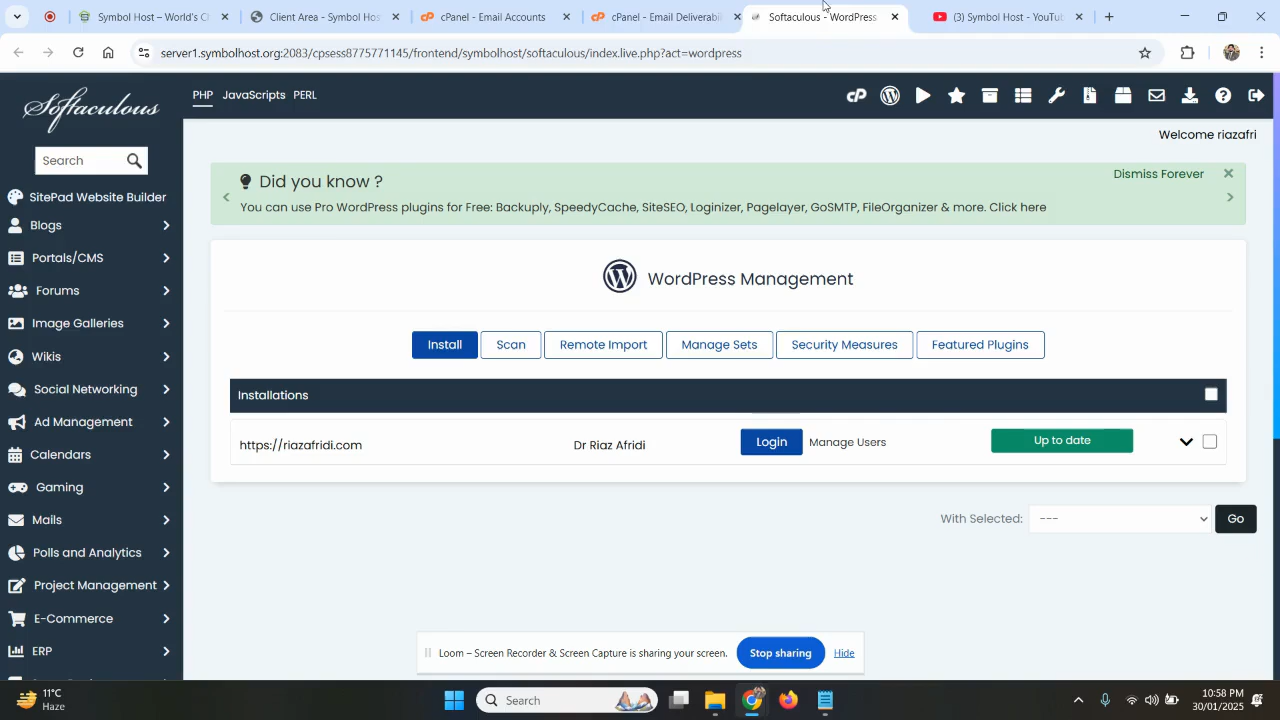 Symbol Host – World's C
Client Area - Symbol Hos
cPanel - Email Accounts
cPanel - Email Deliverabi
Softaculous - WordPress
(3) Symbol Host - YouTub
server1.symbolhost.org:2083/cpsess8775771145/frontend/symbolhost/softaculous/index.live.php?act=wordpress
Softaculous
PHP JavaScripts PERL
cP
Welcome riazafri
Search
Did you know ?
Dismiss Forever
You can use Pro WordPress plugins for Free: Backuply, SpeedyCache, SiteSEO, Loginizer, Pagelayer, GoSMTP, FileOrganizer & more. Click here
SitePad Website Builder
Blogs
Portals/CMS
Forums
Image Galleries
Wikis
Social Networking
Ad Management
Calendars
Gaming
Mails
Polls and Analytics
Project Management
E-Commerce
ERP
WordPress Management
Install Scan Remote Import Manage Sets Security Measures Featured Plugins
Installations
https://riazafridi.com Dr Riaz Afridi Login Manage Users Up to date
With Selected: --- Go
Loom – Screen Recorder & Screen Capture is sharing your screen. Stop sharing Hide
11°C
Haze
Search
10:58 PM
30/01/2025